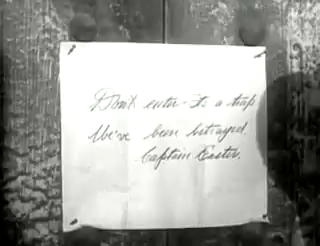 Don't enter - it's a trap
We've been betrayed.
Captain Easter.